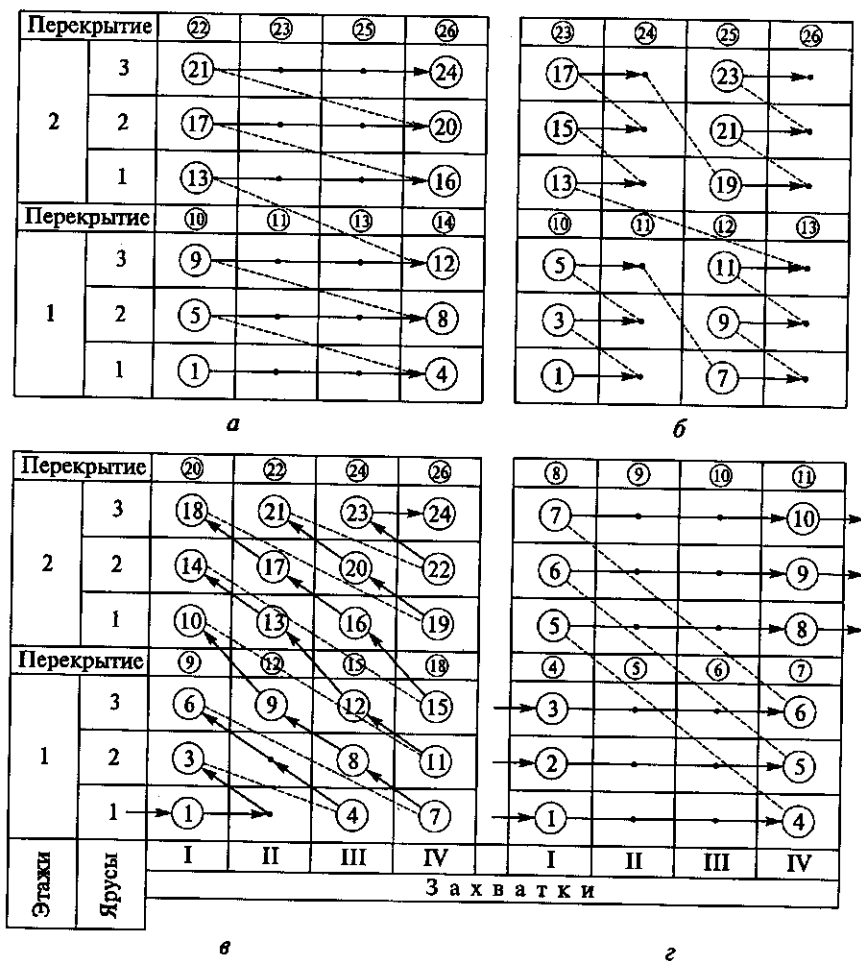 Перекрытие 22 23 25 26
3 21 24
2 2 17 20
1 13 16
Перекрытие 10 11 13 14
3 9 12
1 2 5 8
1 1 4
а
23 24 25 26
17 23
15 21
13 19
10 11 12 13
5 11
3 9
1 7
б
Перекрытие 20 22 24 26
3 18 21 23 24
2 2 14 17 20 22
1 10 13 16 19
Перекрытие 9 12 15 18
3 6 9 12 15
1 2 3 8 11
1 1 4 7
Этажи Ярусы I II III IV
в
8 9 10 11
7 10
6 9
5 8
4 5 6 7
3 6
2 5
1 4
I II III IV
Захватки
г